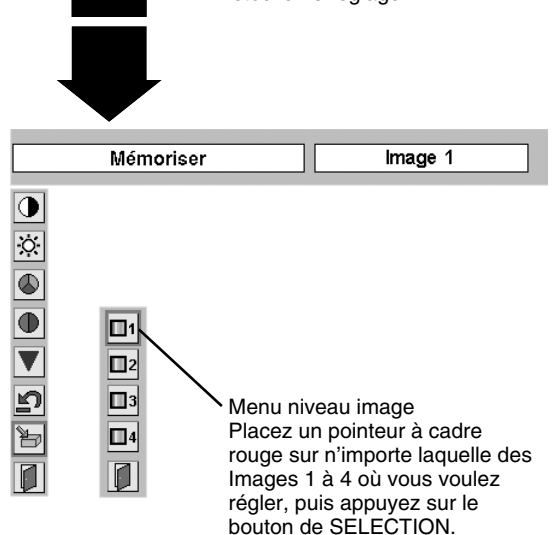 Mémoriser
Image 1
1
2
3
4
Menu niveau image
Placez un pointeur à cadre
rouge sur n'importe laquelle des
Images 1 à 4 où vous voulez
régler, puis appuyez sur le
bouton de SELECTION.